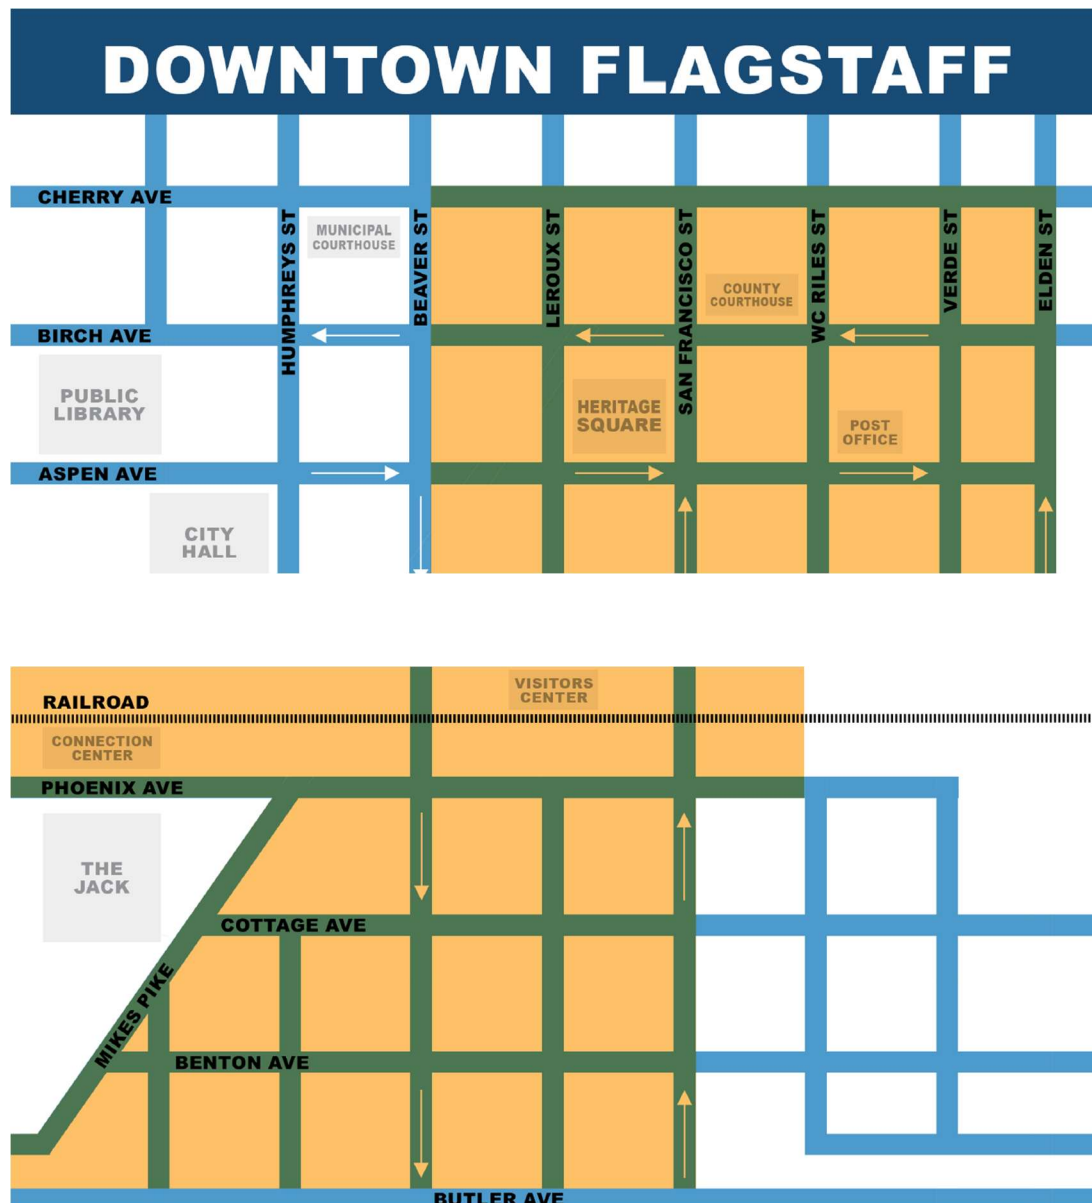 DOWNTOWN FLAGSTAFF
CHERRY AVE
MUNICIPAL
COURTHOUSE
HUMPHREYS ST
BEAVER ST
LEROUX ST
SAN FRANCISCO ST
WC RILES ST
VERDE ST
ELDEN ST
COUNTY
COURTHOUSE
BIRCH AVE
PUBLIC
LIBRARY
HERITAGE
SQUARE
POST
OFFICE
ASPEN AVE
CITY
HALL
VISITORS
CENTER
RAILROAD
CONNECTION
CENTER
PHOENIX AVE
THE
JACK
COTTAGE AVE
MIKES PIKE
BENTON AVE
BUTLER AVE